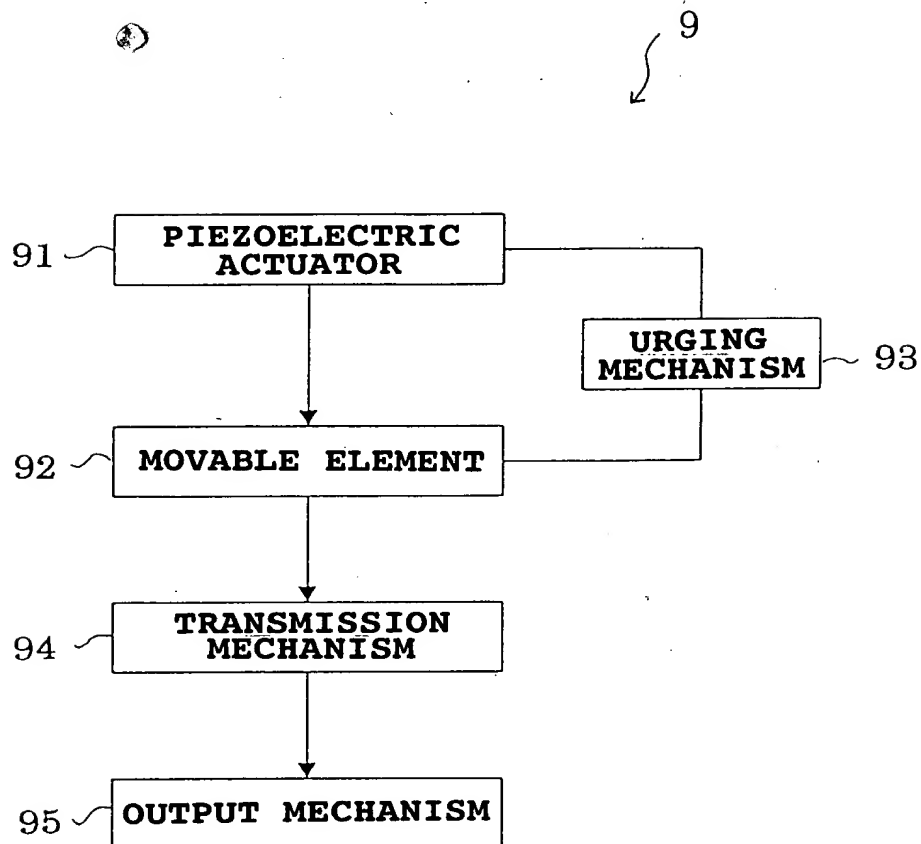 9
91
PIEZOELECTRIC
ACTUATOR
URGING
MECHANISM
93
92
MOVABLE ELEMENT
94
TRANSMISSION
MECHANISM
95
OUTPUT MECHANISM